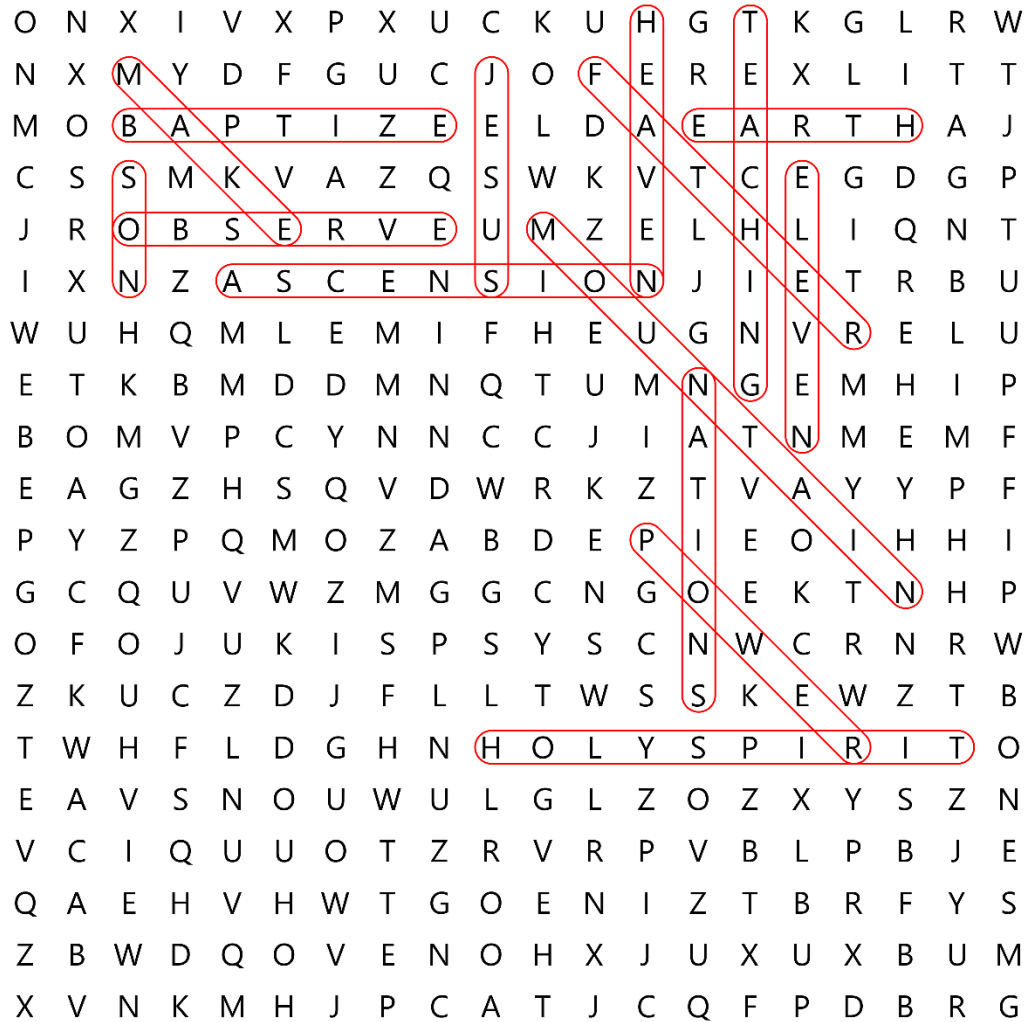 O N X I V X P X U C K U H G T K G L R W
N X M Y D F G U C J O F E R E X L I T T
M O B A P T I Z E E L D A E A R T H A J
C S S M K V A Z Q S W K V T C E G D G P
J R O B S E R V E U M Z E L H L I Q N T
I X N Z A S C E N S I O N J I E T R B U
W U H Q M L E M I F H E U G N V R E L U
E T K B M D D M N Q T U M N G E M H I P
B O M V P C Y N N C C J I A T N M E M F
E A G Z H S Q V D W R K Z T V A Y Y P F
P Y Z P Q M O Z A B D E P I E O I H H I
G C Q U V W Z M G G C N G O E K T N H P
O F O J U K I S P S Y S C N W C R N R W
Z K U C Z D J F L L T W S S K E W Z T B
T W H F L D G H N H O L Y S P I R I T O
E A V S N O U W U L G L Z O Z X Y S Z N
V C I Q U U O T Z R V R P V B L P B J E
Q A E H V H W T G O E N I Z T B R F Y S
Z B W D Q O V E N O H X J U X U X B U M
X V N K M H J P C A T J C Q F P D B R G